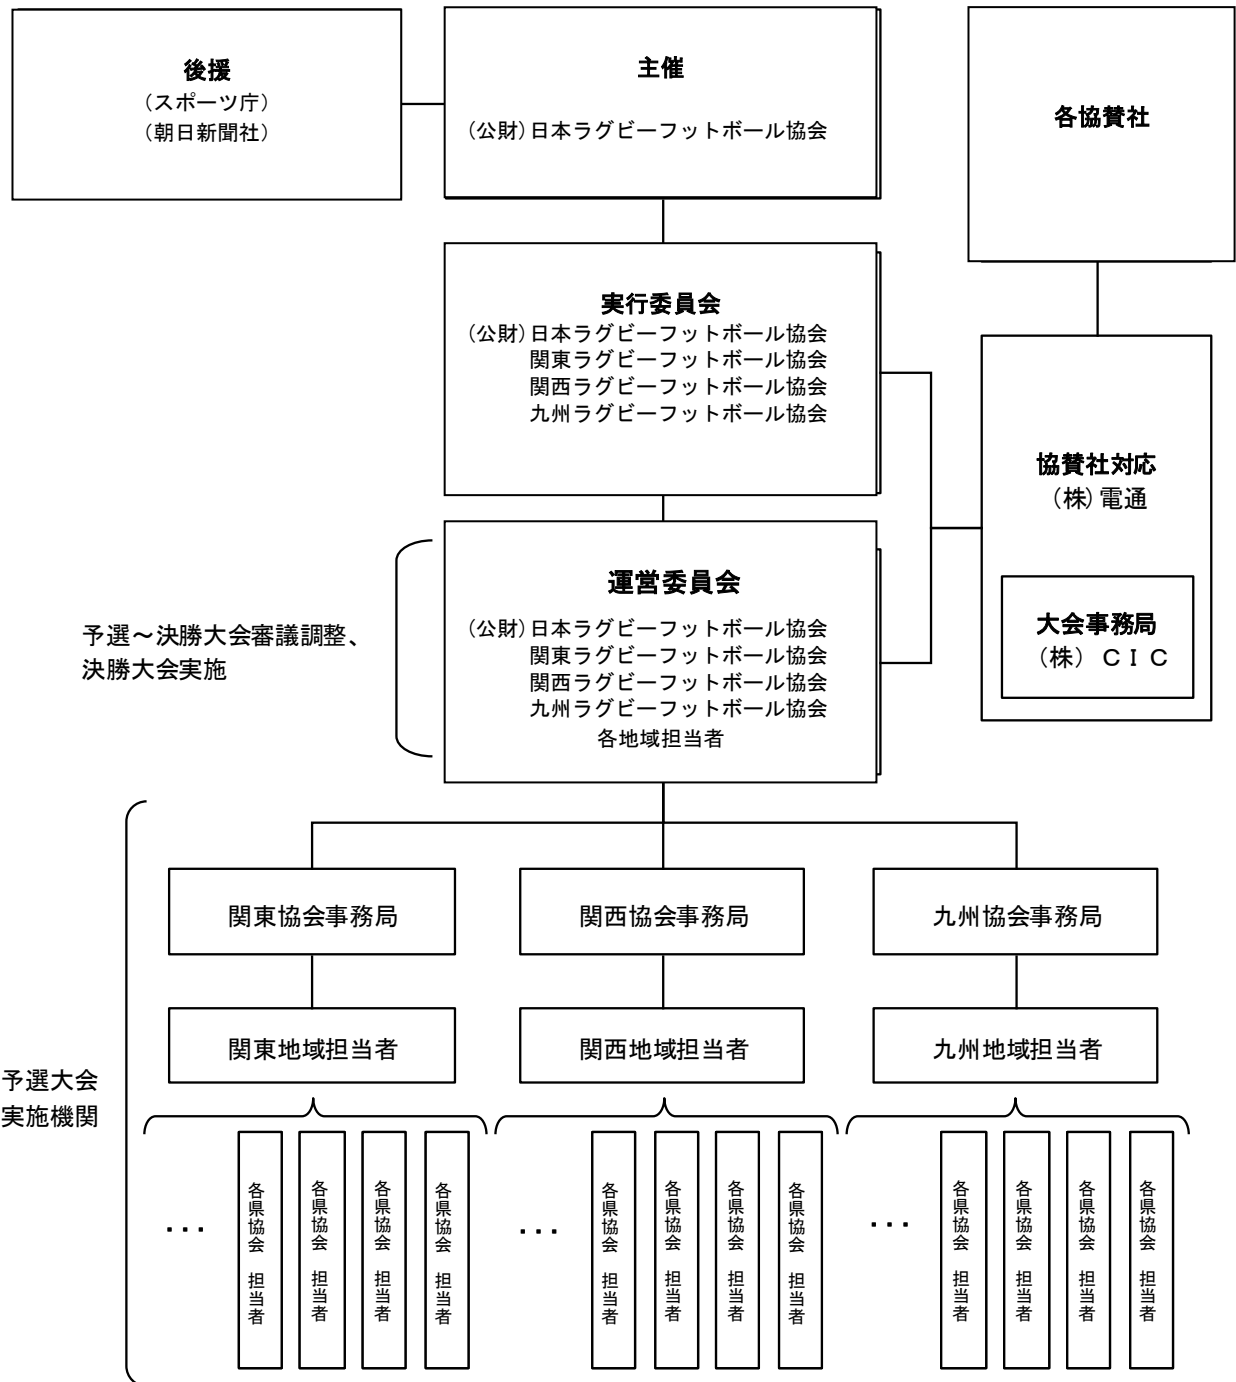 後援
（スポーツ庁）
（朝日新聞社）
主催
（公財）日本ラグビーフットボール協会
各協賛社
実行委員会
（公財）日本ラグビーフットボール協会
関東ラグビーフットボール協会
関西ラグビーフットボール協会
九州ラグビーフットボール協会
協賛社対応
（株）電通
大会事務局
（株）ＣＩＣ
運営委員会
（公財）日本ラグビーフットボール協会
関東ラグビーフットボール協会
関西ラグビーフットボール協会
九州ラグビーフットボール協会
各地域担当者
予選～決勝大会審議調整、
決勝大会実施
関東協会事務局
関西協会事務局
九州協会事務局
関東地域担当者
関西地域担当者
九州地域担当者
予選大会
実施機関
・・・
各県協会　担当者
各県協会　担当者
各県協会　担当者
各県協会　担当者
・・・
各県協会　担当者
各県協会　担当者
各県協会　担当者
各県協会　担当者
・・・
各県協会　担当者
各県協会　担当者
各県協会　担当者
各県協会　担当者